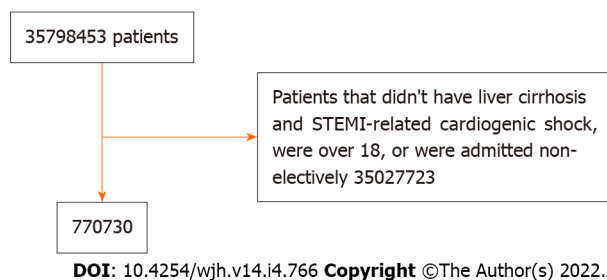 35798453 patients
Patients that didn't have liver cirrhosis
and STEMI-related cardiogenic shock,
were over 18, or were admitted non-
electively 35027723
770730
DOI: 10.4254/wjh.v14.i4.766 Copyright ©The Author(s) 2022.